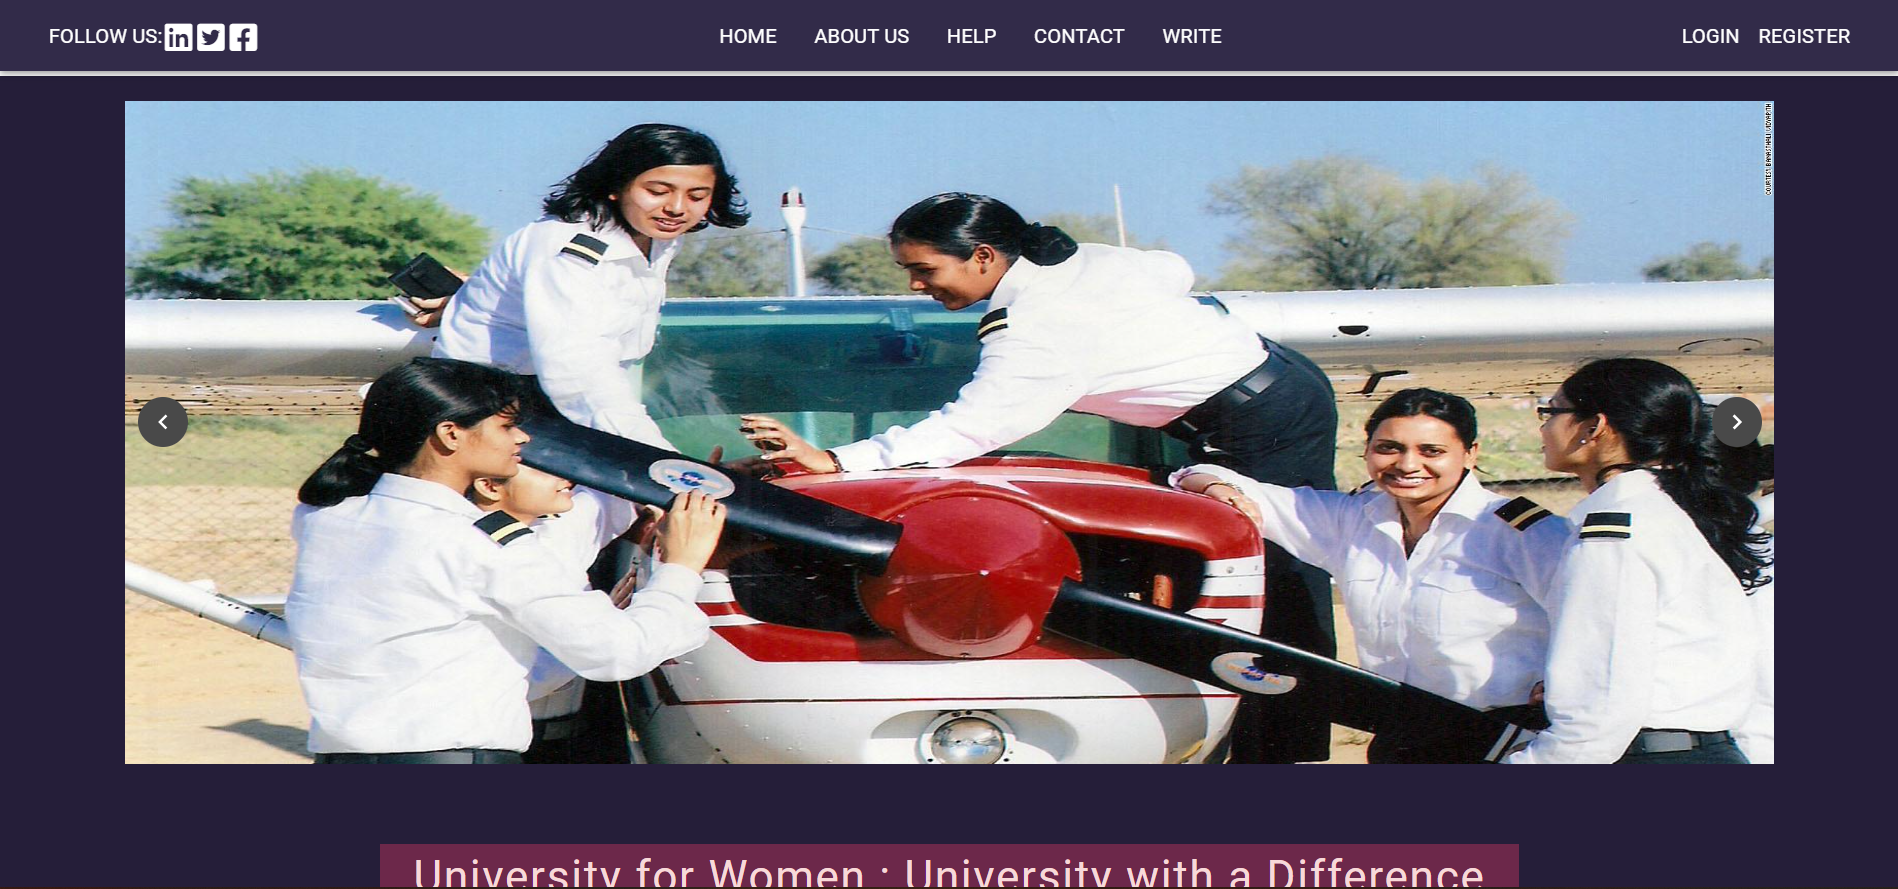 FOLLOW US:
HOME ABOUT US HELP CONTACT WRITE
LOGIN REGISTER
COURTESY BANASTHALI VIDYAPITH
University for Women : University with a Difference